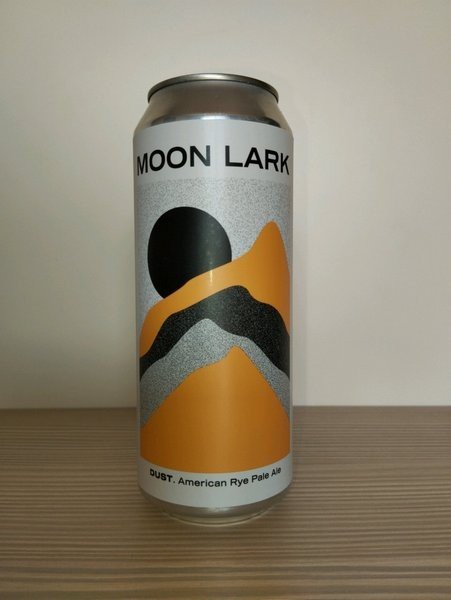 MOON LARK
DUST. American Rye Pale Ale